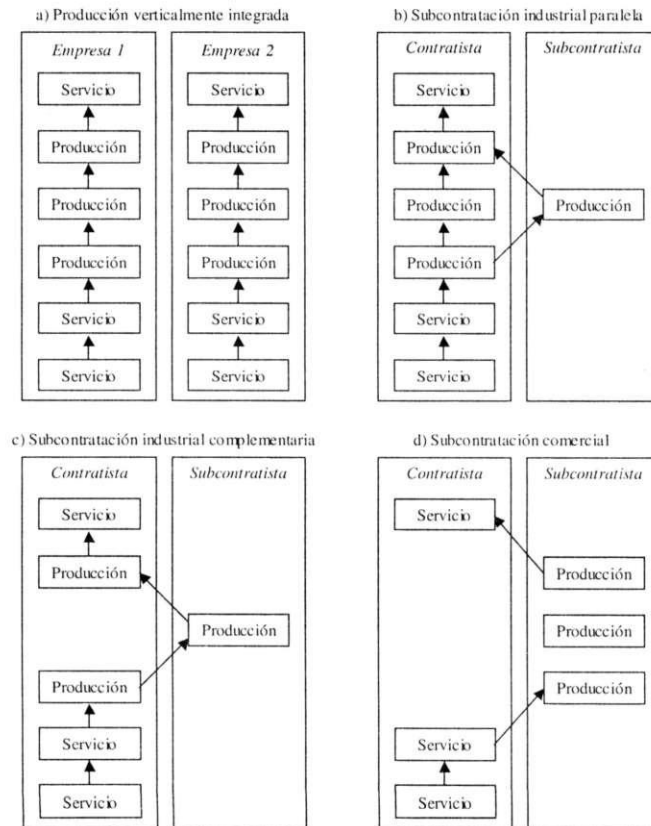 a) Producción verticalmente integrada
Empresa 1
Servicio
Producción
Producción
Producción
Servicio
Servicio
Empresa 2
Servicio
Producción
Producción
Producción
Servicio
Servicio
b) Subcontratación industrial paralela
Contratista
Servicio
Producción
Producción
Producción
Servicio
Servicio
Subcontratista
Producción
c) Subcontratación industrial complementaria
Contratista
Servicio
Producción
Producción
Servicio
Servicio
Subcontratista
Producción
d) Subcontratación comercial
Contratista
Servicio
Servicio
Servicio
Subcontratista
Producción
Producción
Producción